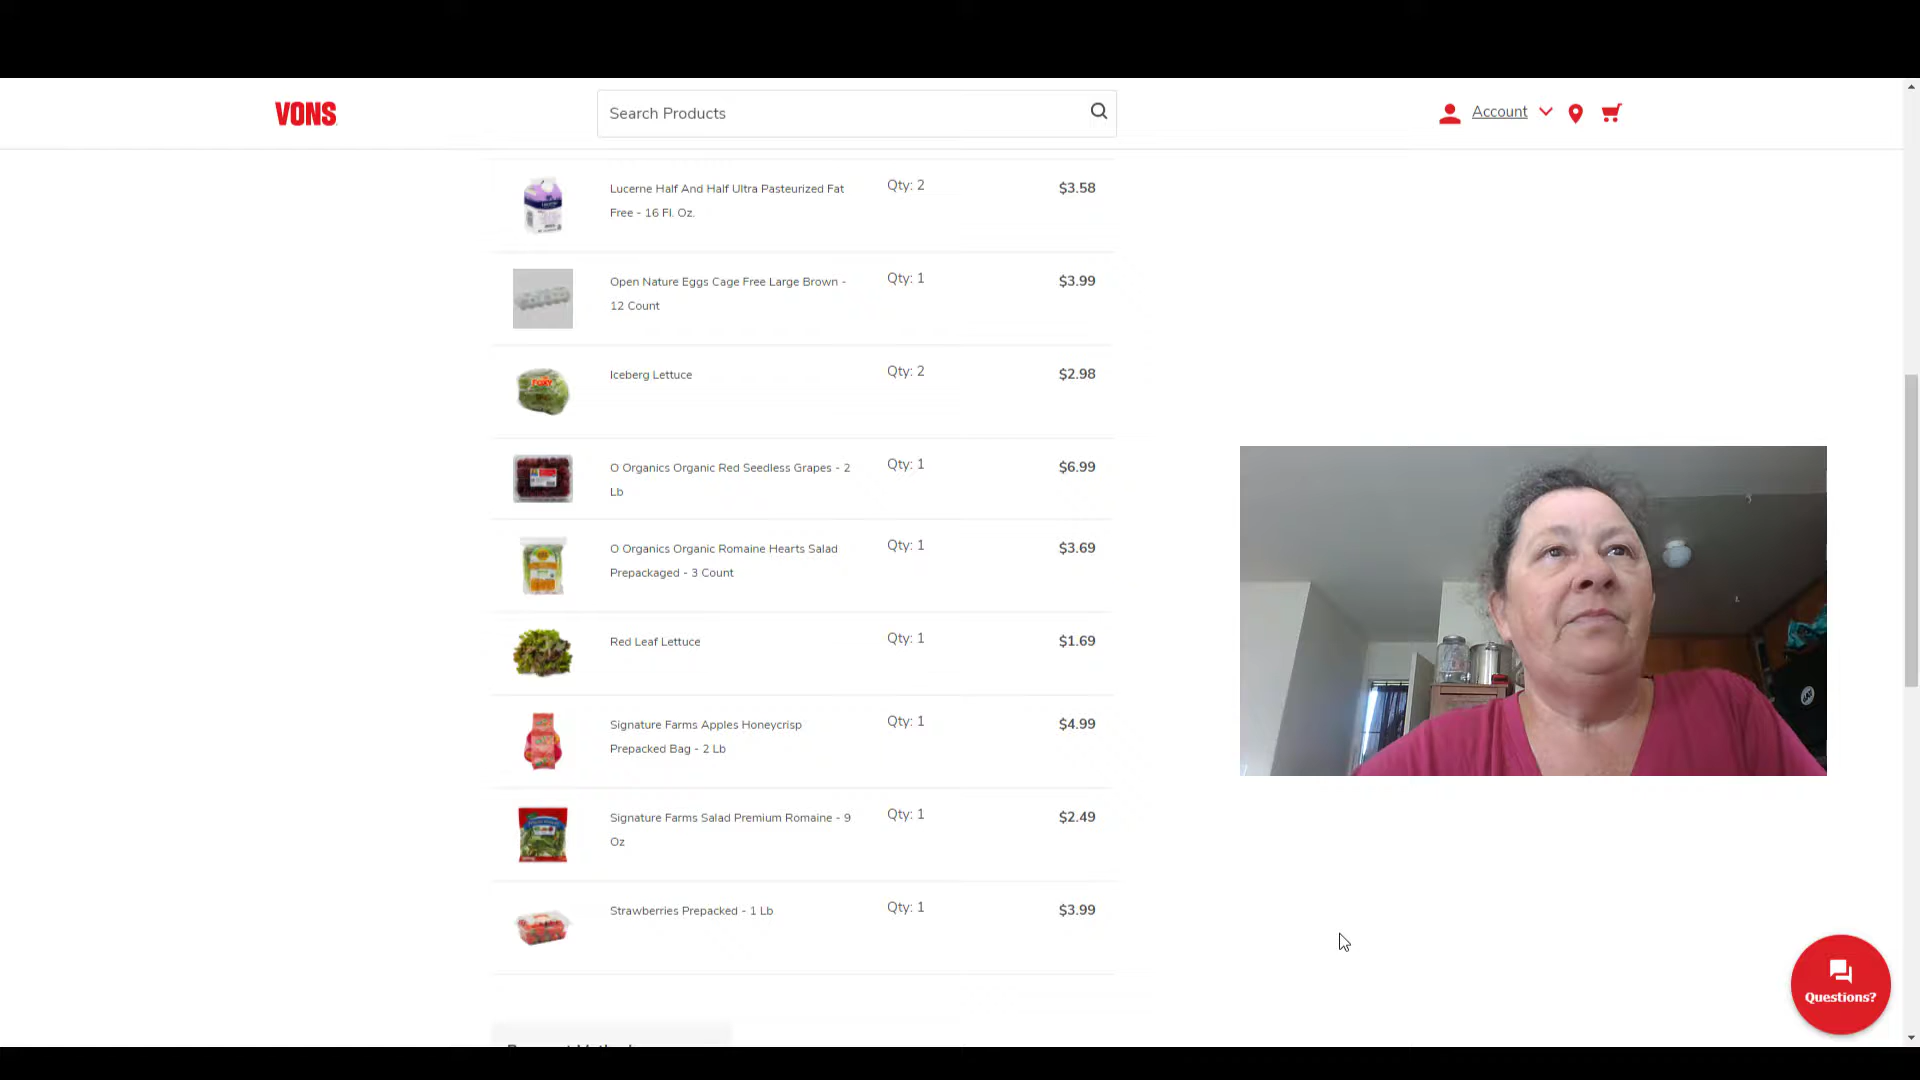 VONS
Search Products
Account
Lucerne Half And Half Ultra Pasteurized Fat
Free - 16 Fl. Oz.
Qty: 2
$3.58
Open Nature Eggs Cage Free Large Brown -
12 Count
Qty: 1
$3.99
Iceberg Lettuce
Qty: 2
$2.98
FOXY
O Organics Organic Red Seedless Grapes - 2
Lb
Qty: 1
$6.99
O Organics Organic Romaine Hearts Salad
Prepackaged - 3 Count
Qty: 1
$3.69
Red Leaf Lettuce
Qty: 1
$1.69
Signature Farms Apples Honeycrisp
Prepacked Bag - 2 Lb
Qty: 1
$4.99
Signature Farms Salad Premium Romaine - 9
Oz
Qty: 1
$2.49
Strawberries Prepacked - 1 Lb
Qty: 1
$3.99
Questions?